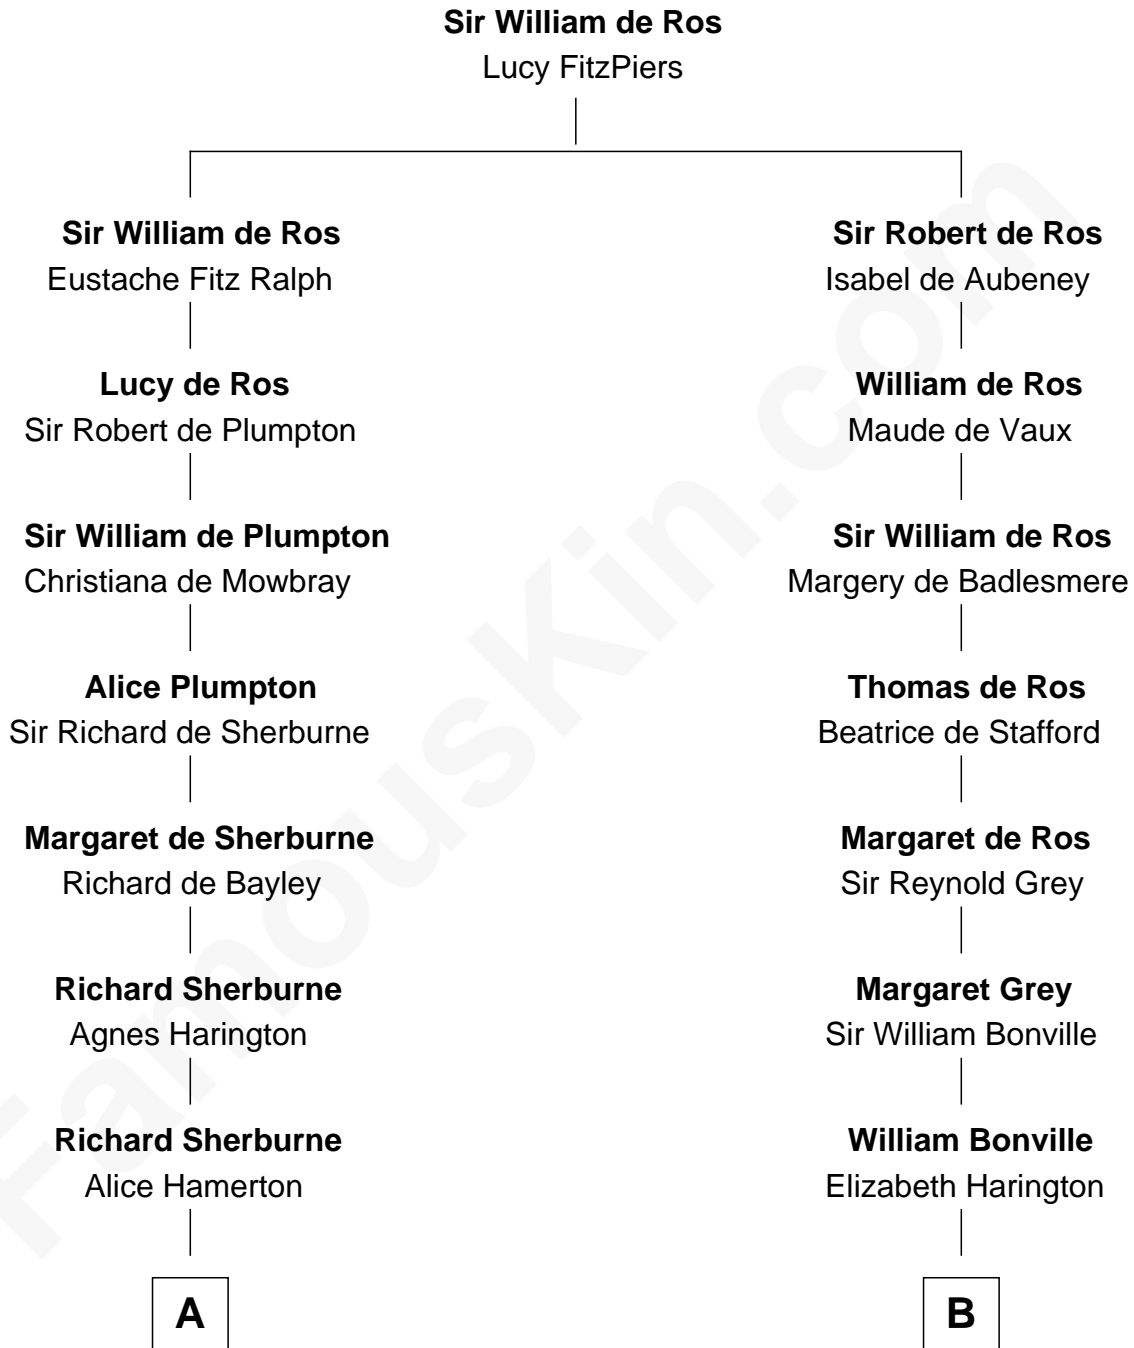 Sir William de Ros
Lucy FitzPiers
Sir William de Ros
Eustache Fitz Ralph
Sir Robert de Ros
Isabel de Aubeney
Lucy de Ros
Sir Robert de Plumpton
William de Ros
Maude de Vaux
Sir William de Plumpton
Christiana de Mowbray
Sir William de Ros
Margery de Badlesmere
Alice Plumpton
Sir Richard de Sherburne
Thomas de Ros
Beatrice de Stafford
Margaret de Sherburne
Richard de Bayley
Margaret de Ros
Sir Reynold Grey
Richard Sherburne
Agnes Harington
Margaret Grey
Sir William Bonville
Richard Sherburne
Alice Hamerton
William Bonville
Elizabeth Harington
A
B
FamousKin.com